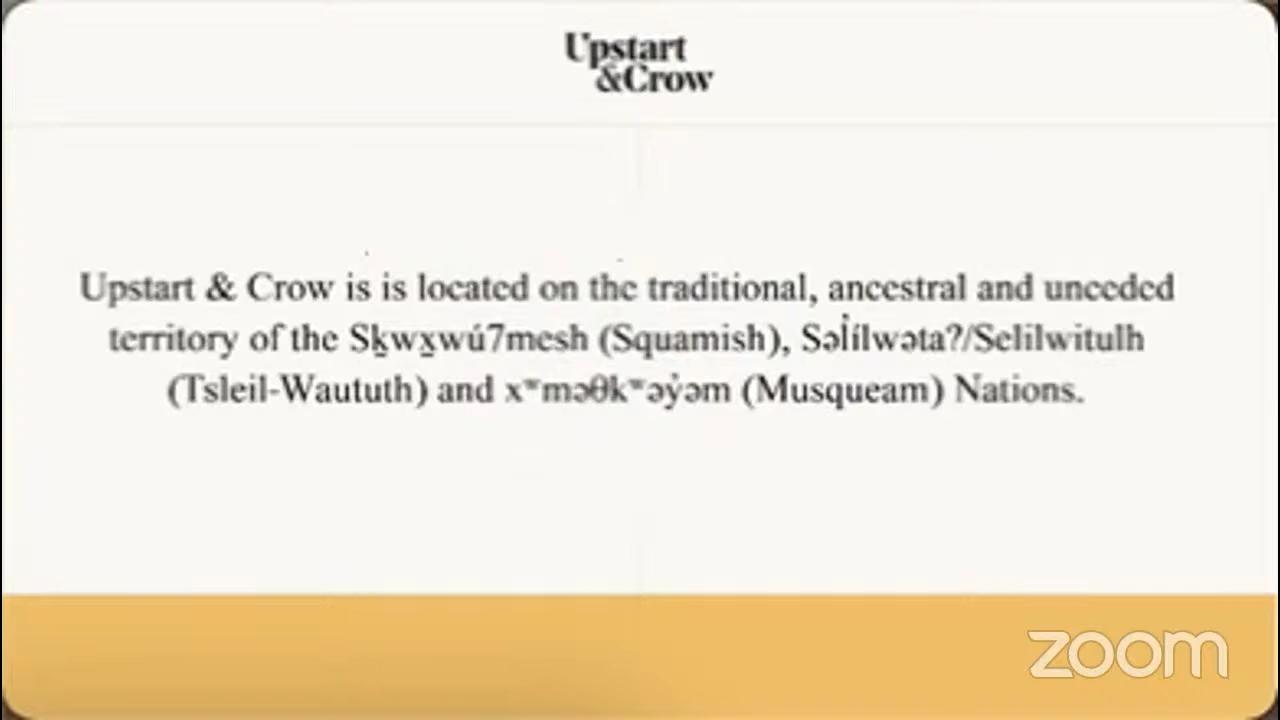 Upstart
&Crow
Upstart & Crow is is located on the traditional, ancestral and unceded
territory of the Sḵwx̱wú7mesh (Squamish), Səl̓ílwəta?/Selilwitulh
(Tsleil-Waututh) and xʷməθkʷəy̓əm (Musqueam) Nations.
zoom